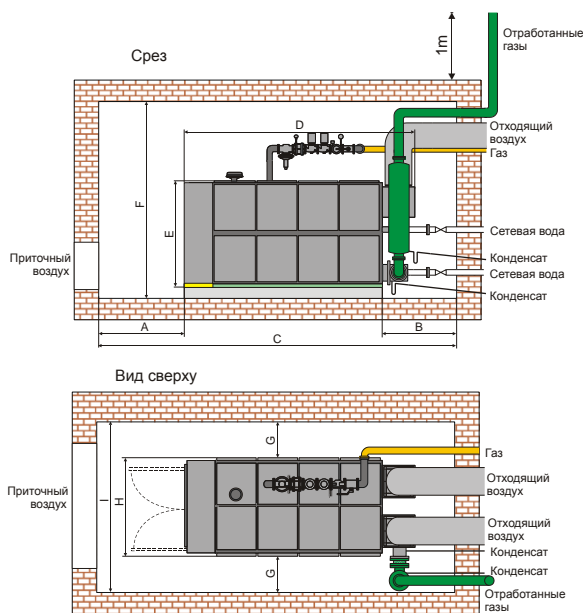 1m
Отработанные
газы
Срез
D
Отходящий
воздух
Газ
F
E
Сетевая вода
Приточный
воздух
Конденсат
Сетевая вода
Конденсат
A
B
C
Вид сверху
G
Газ
I
H
Приточный
воздух
Отходящий
воздух
Отходящий
воздух
Конденсат
G
Конденсат
Отработанные
газы